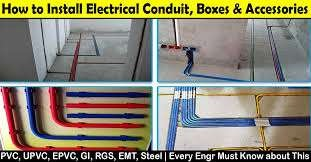 How to Install Electrical Conduit, Boxes & Accessories
PVC, UPVC, EPVC, GI, RGS, EMT, Steel | Every Engr Must Know about This